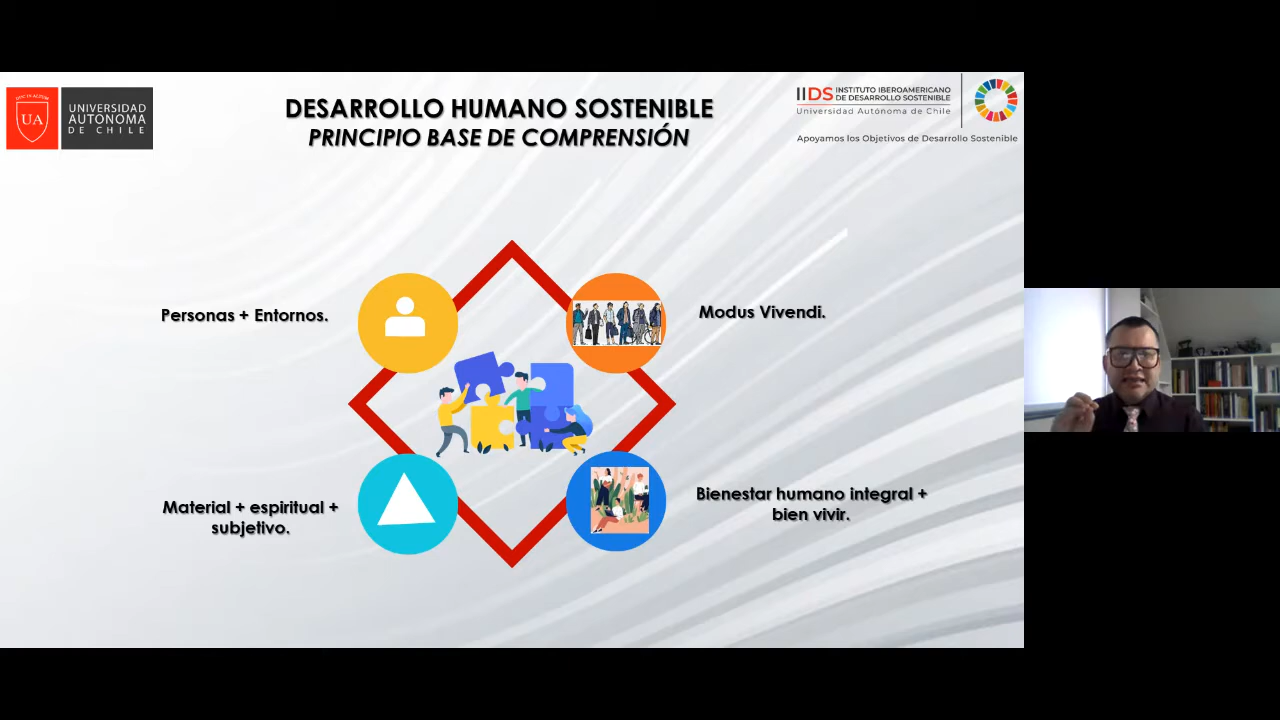 UA
UNIVERSIDAD
AUTÓNOMA
DE CHILE
DESARROLLO HUMANO SOSTENIBLE
PRINCIPIO BASE DE COMPRENSIÓN
IIDS INSTITUTO IBEROAMERICANO
DE DESARROLLO SOSTENIBLE
Universidad Autónoma de Chile
Apoyamos los Objetivos de Desarrollo Sostenible
Personas + Entornos.
Modus Vivendi.
Material + espiritual +
subjetivo.
Bienestar humano integral +
bien vivir.